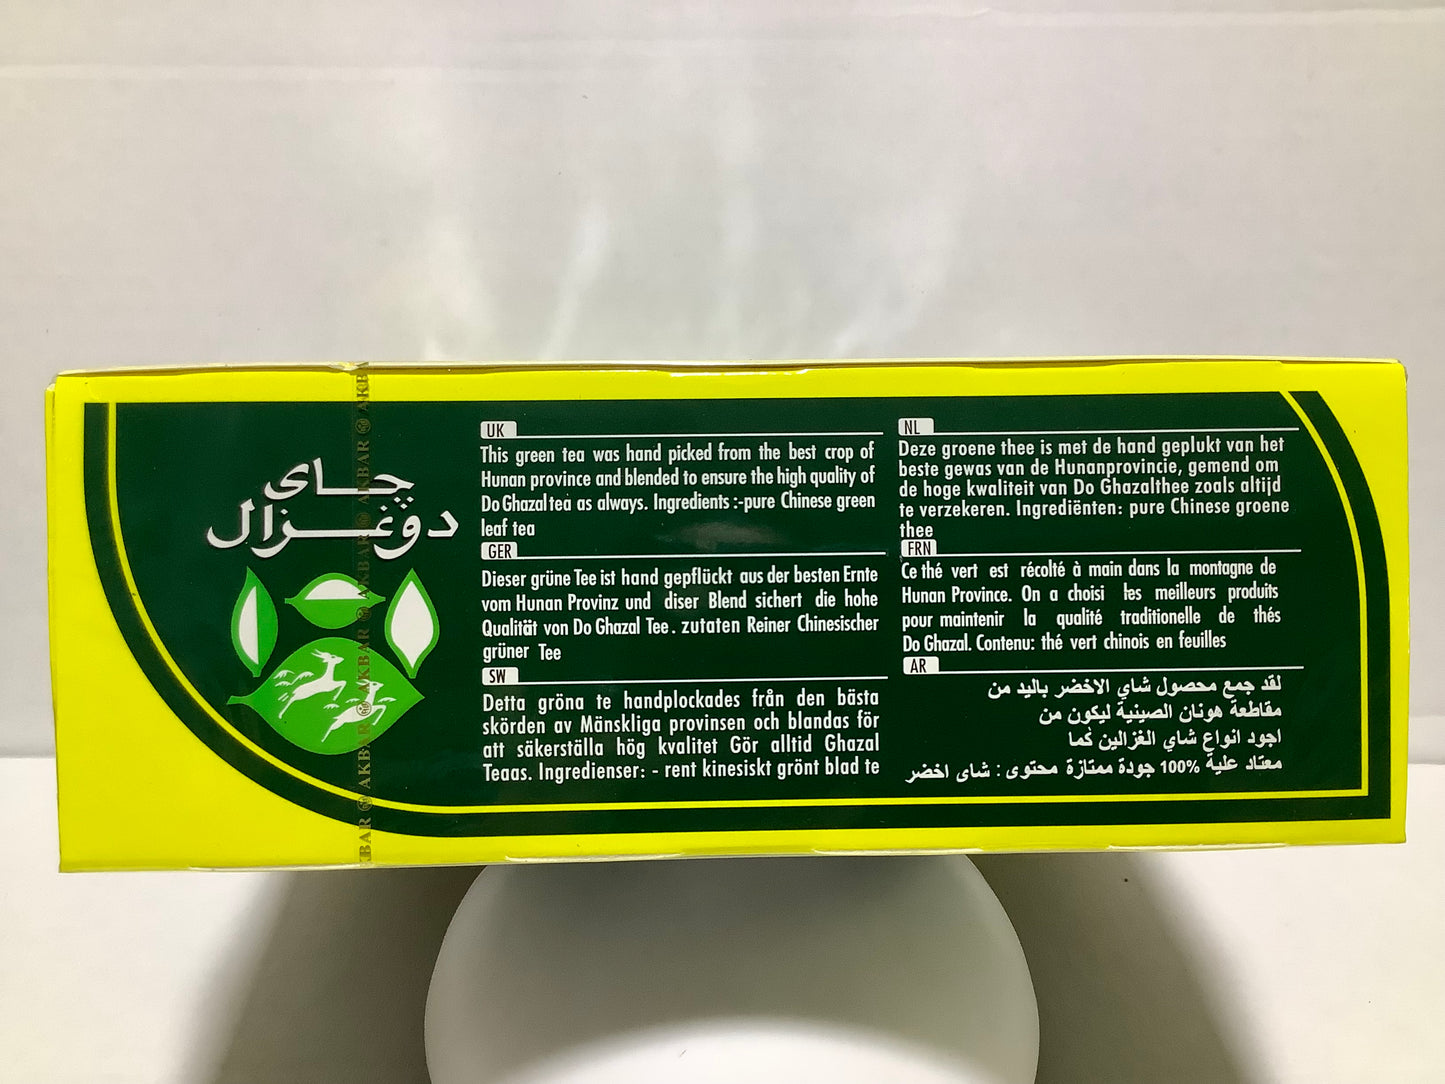 چای
دوغزال
AKBAR AKBAR AKBAR AKBAR AKBAR
UK
This green tea was hand picked from the best crop of
Hunan province and blended to ensure the high quality of
Do Ghazal tea as always. Ingredients :-pure Chinese green
leaf tea
GER
Dieser grüne Tee ist hand gepflückt aus der besten Ernte
vom Hunan Provinz und diser Blend sichert die hohe
Qualität von Do Ghazal Tee. zutaten Reiner Chinesischer
grüner Tee
SW
Detta gröna te handplockades från den bästa
skörden av Mänskliga provinsen och blandas för
att säkerställa hög kvalitet Gör alltid Ghazal
Teaas. Ingredienser: - rent kinesiskt grönt blad te
NL
Deze groene thee is met de hand geplukt van het
beste gewas van de Hunanprovincie, gemend om
de hoge kwaliteit van Do Ghazalthee zoals altijd
te verzekeren. Ingrediënten: pure Chinese groene
thee
FRN
Ce thé vert est récolté à main dans la montagne de
Hunan Province. On a choisi les meilleurs produits
pour maintenir la qualité traditionelle de thés
Do Ghazal. Contenu: thé vert chinois en feuilles
AR
لقد جمع محصول شاي الاخضر باليد من
مقاطعة هونان الصينية ليكون من
اجود انواع شاي الغزالين كما
معتاد علية %100 جودة ممتازة محتوى : شاى اخضر